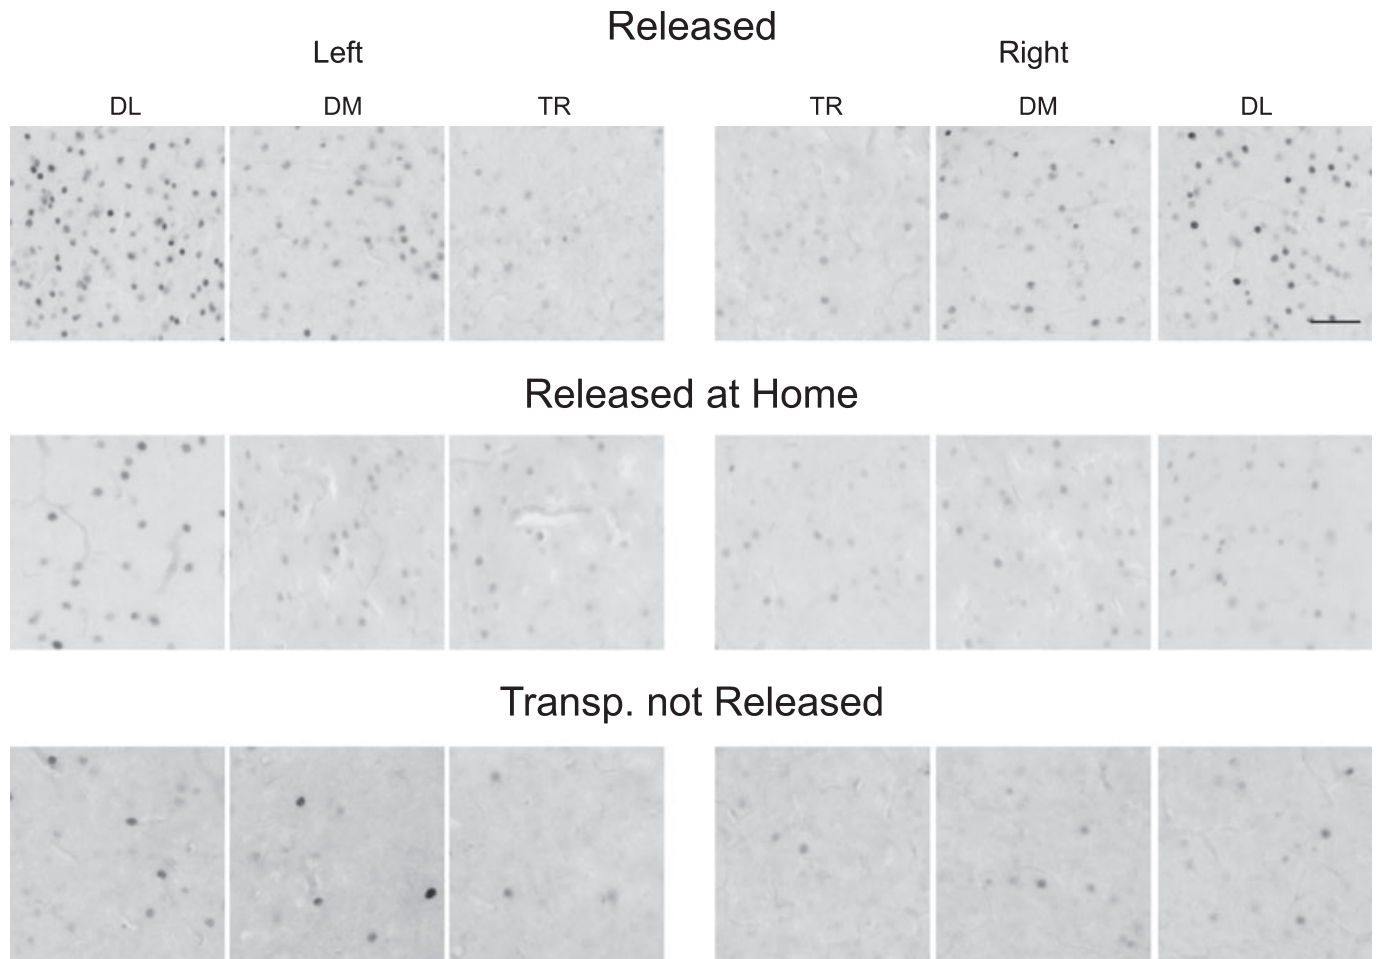 Released
Left
Right
DL
DM
TR
TR
DM
DL
Released at Home
Transp. not Released